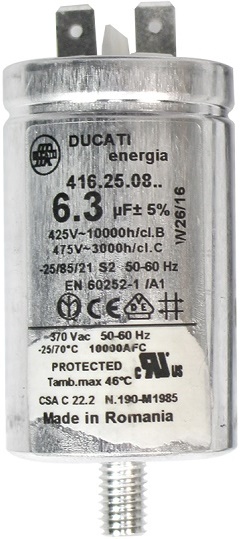 DUCATI
energia
416.25.08..
6.3 µF± 5%
425V~10000h/cl.B
475V~3000h/cl.C
W26/16
-25/85/21 S2 50-60 Hz
EN 60252-1 /A1
CE
370 Vac 50-60 Hz
-25/70°C 10000AFC
PROTECTED
Tamb.max 46℃
c us
CSA C 22.2 N.190-M1985
Made in Romania